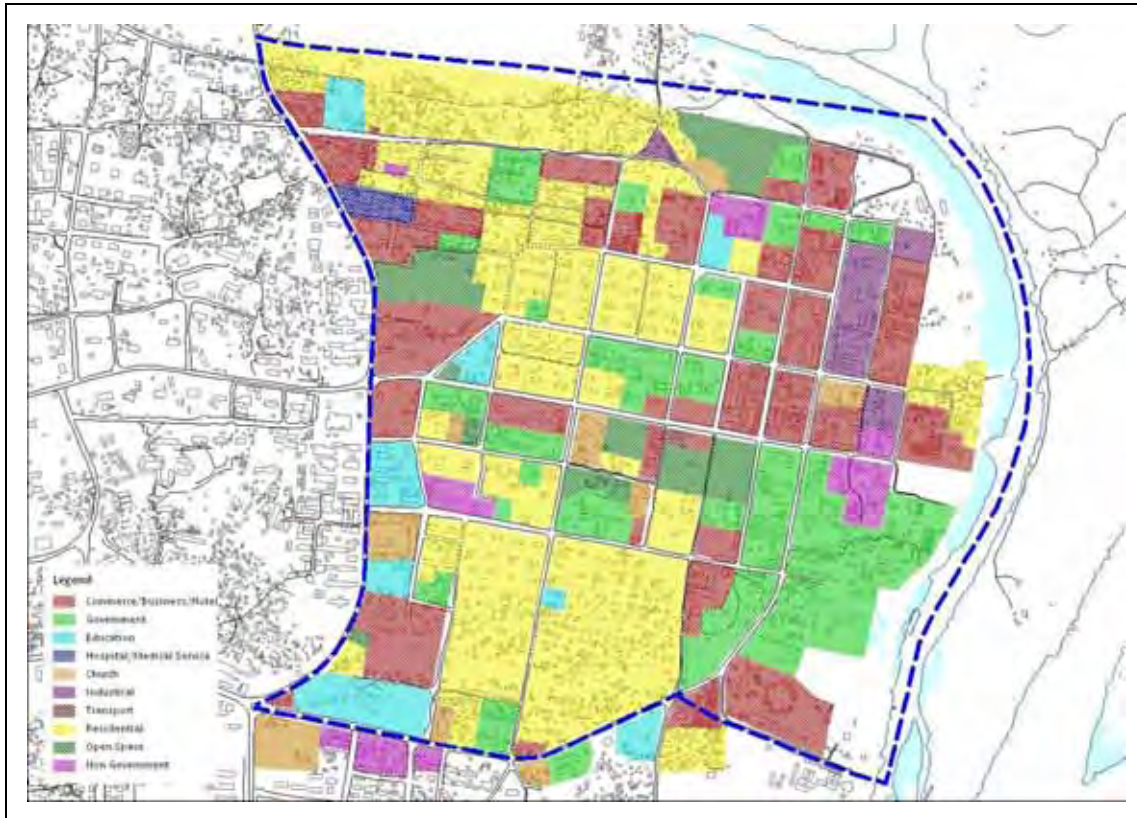 Legend
Commerce/Business/Hotel
Government
Education
Hospital/Medical Service
Church
Industrial
Transport
Residential
Open Space
Non Government